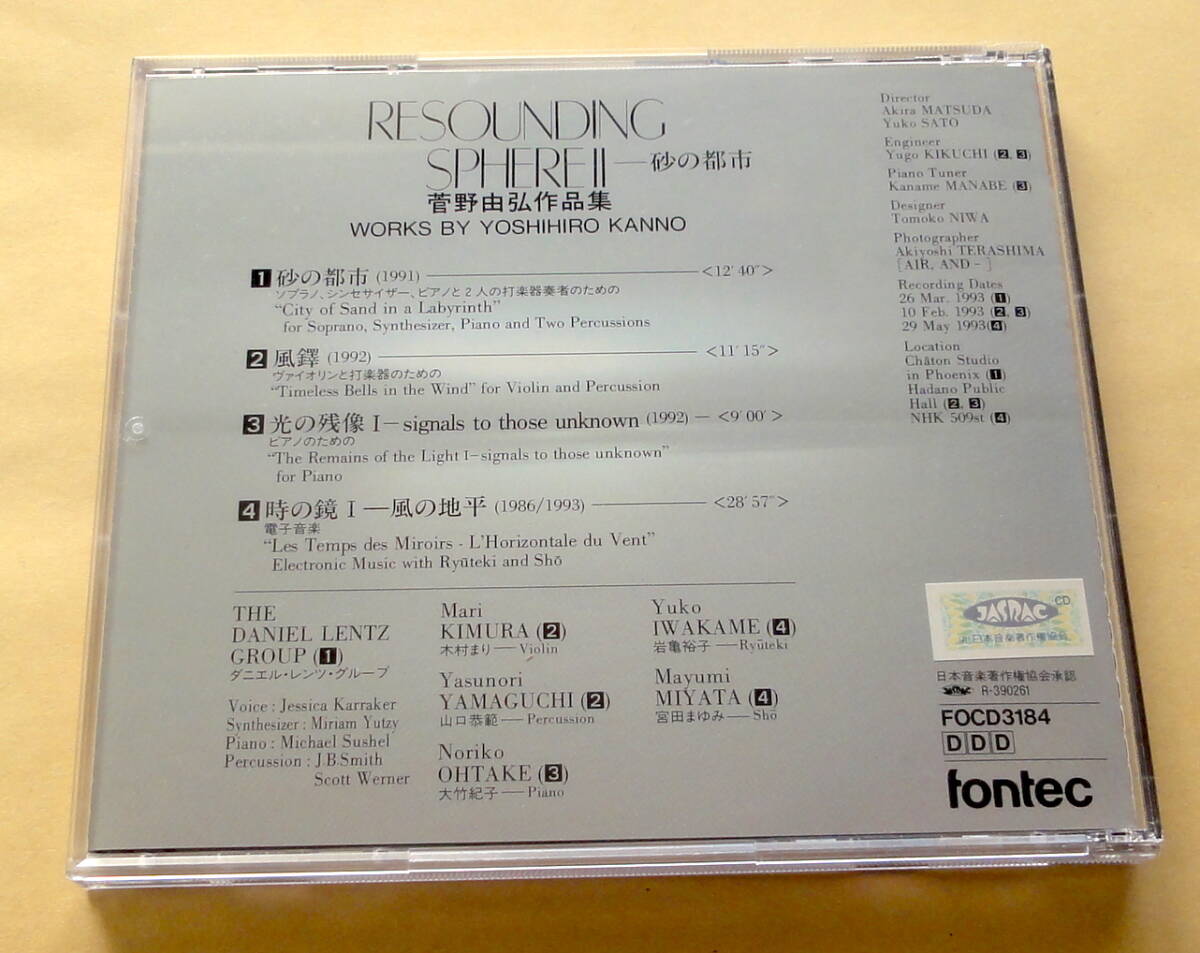 RESOUNDING
SPHERE II—砂の都市
菅野由弘作品集
WORKS BY YOSHIHIRO KANNO
1 砂の都市 (1991) <12′40″>
ソプラノ、シンセサイザー、ピアノと2人の打楽器奏者のための
“City of Sand in a Labyrinth”
for Soprano, Synthesizer, Piano and Two Percussions
2 風鐸 (1992) <11′15″>
ヴァイオリンと打楽器のための
“Timeless Bells in the Wind” for Violin and Percussion
3 光の残像 I—signals to those unknown (1992) — <9′00′>
ピアノのための
“The Remains of the Light I—signals to those unknown”
for Piano
4 時の鏡 I—風の地平 (1986/1993) <28′57″>
電子音楽
“Les Temps des Miroirs - L'Horizontale du Vent”
Electronic Music with Ryūteki and Shō
THE
DANIEL LENTZ
GROUP (1)
ダニエル・レンツ・グループ
Voice : Jessica Karraker
Synthesizer : Miriam Yutzy
Piano : Michael Sushel
Percussion : J.B.Smith
Scott Werner
Mari
KIMURA (2)
木村まり—Violin
Yasunori
YAMAGUCHI (2)
山口恭範—Percussion
Noriko
OHTAKE (3)
大竹紀子—Piano
Yuko
IWAKAME (4)
岩亀裕子—Ryūteki
Mayumi
MIYATA (4)
宮田まゆみ—Shō
Director
Akira MATSUDA
Yuko SATO
Engineer
Yugo KIKUCHI (2, 3)
Piano Tuner
Kaname MANABE (3)
Designer
Tomoko NIWA
Photographer
Akiyoshi TERASHIMA
[AIR, AND-]
Recording Dates
26 Mar. 1993 (1)
10 Feb. 1993 (2, 3)
29 May 1993(4)
Location
Châton Studio
in Phoenix (1)
Hadano Public
Hall (2, 3)
NHK 509st (4)
JASRAC CD
日本音楽著作権協会
日本音楽著作権協会承認
R-390261
FOCD3184
DDD
fontec